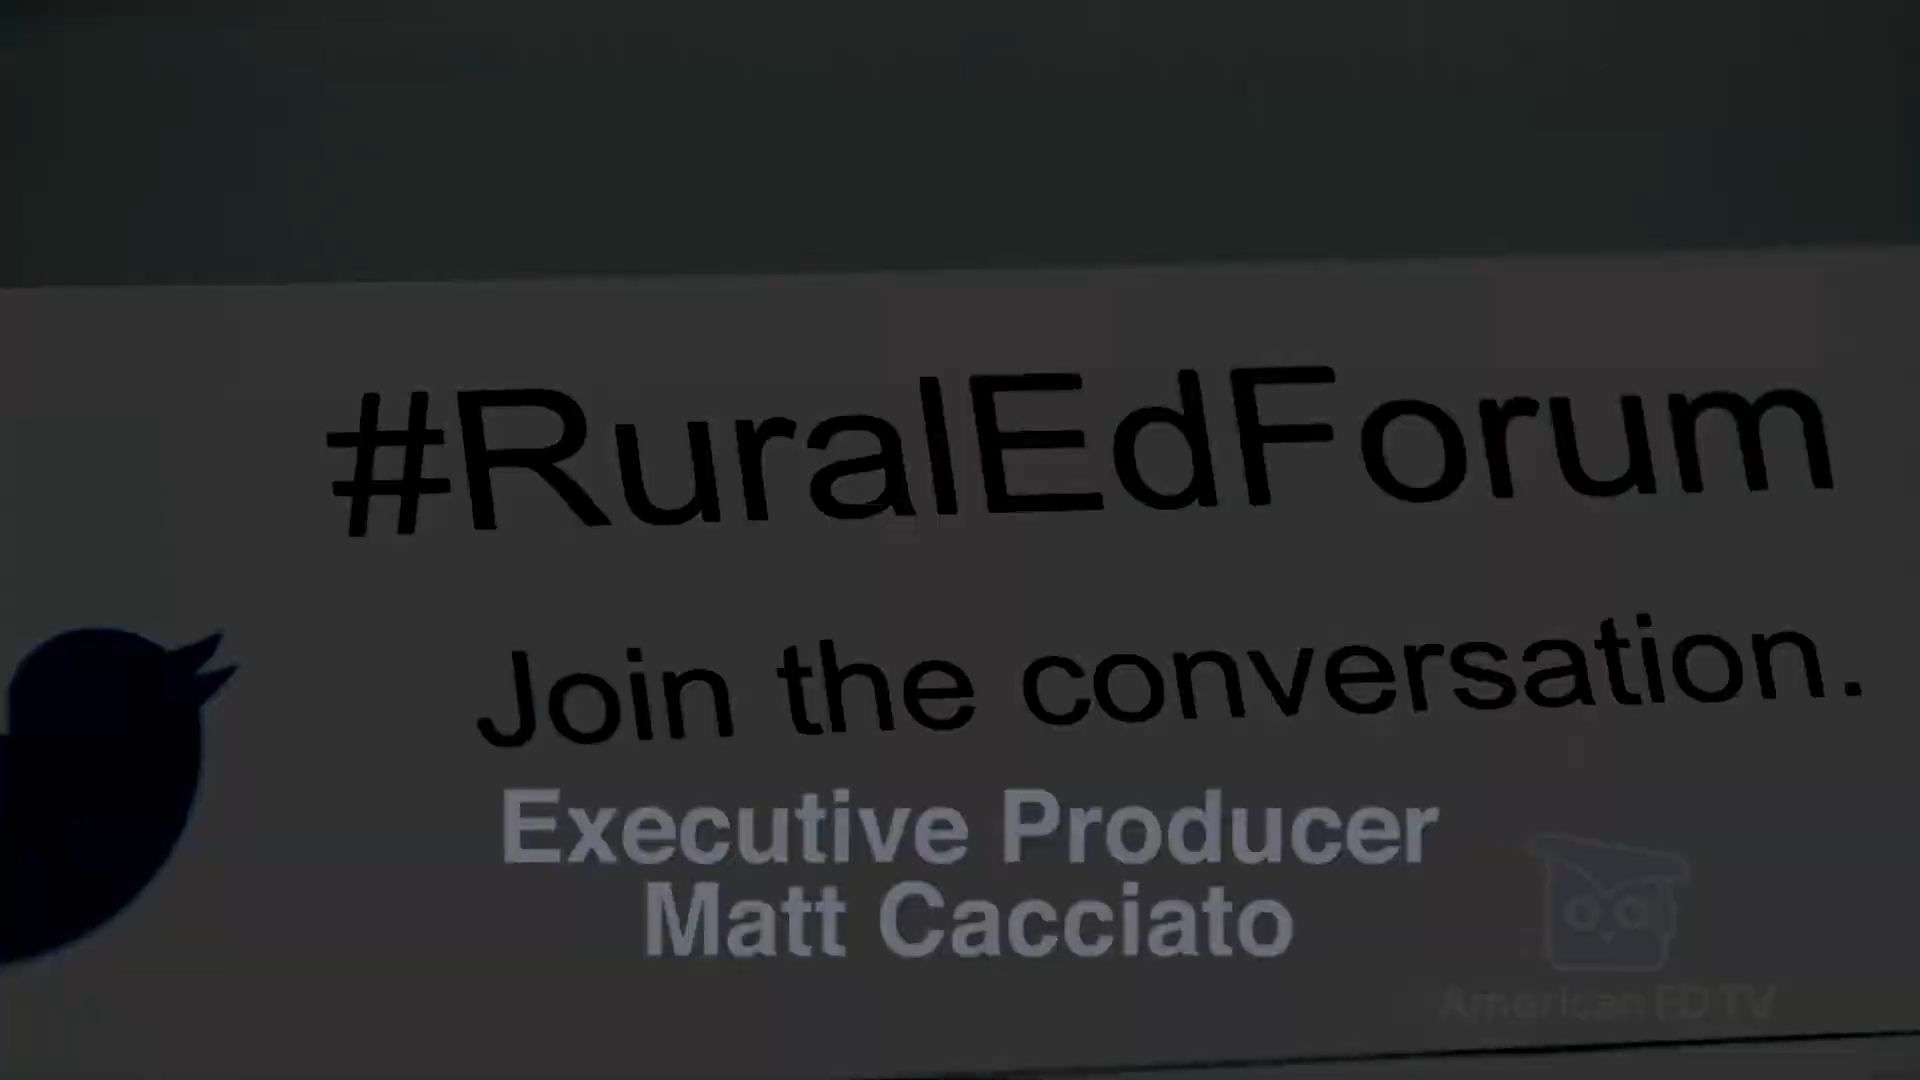 #RuralEdForum
Join the conversation.
Executive Producer
Matt Cacciato
American ED TV